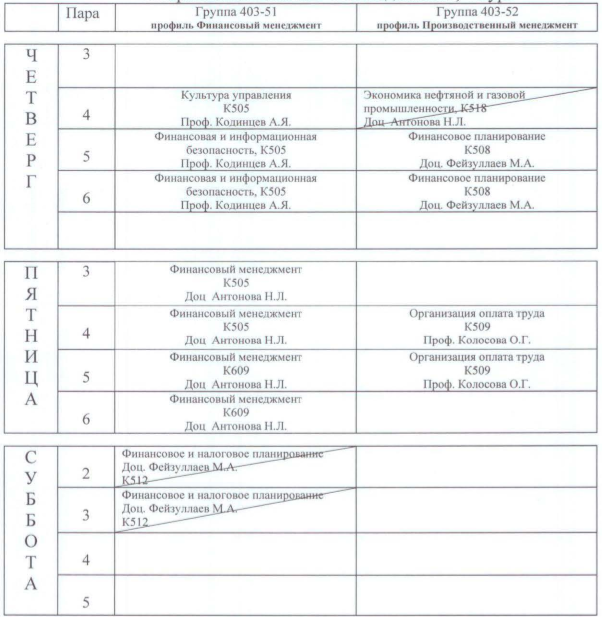 Пара
Группа 403-51
профиль Финансовый менеджмент
Группа 403-52
профиль Производственный менеджмент
ЧЕТВЕРГ
3
4
Культура управления
К505
Проф. Кодинцев А.Я.
Экономика нефтяной и газовой
промышленности, К518
Доц Антонова Н.Л.
5
Финансовая и информационная
безопасность, К505
Проф. Кодинцев А.Я.
Финансовое планирование
К508
Доц. Фейзуллаев М.А.
6
Финансовая и информационная
безопасность, К505
Проф. Кодинцев А.Я.
Финансовое планирование
К508
Доц. Фейзуллаев М.А.
ПЯТНИЦА
3
Финансовый менеджмент
К505
Доц Антонова Н.Л.
4
Финансовый менеджмент
К505
Доц Антонова Н.Л.
Организация оплата труда
К509
Проф. Колосова О.Г.
5
Финансовый менеджмент
К609
Доц Антонова Н.Л.
Организация оплата труда
К509
Проф. Колосова О.Г.
6
Финансовый менеджмент
К609
Доц Антонова Н.Л.
СУББОТА
2
Финансовое и налоговое планирование
Доц. Фейзуллаев М.А.
К512
3
Финансовое и налоговое планирование
Доц. Фейзуллаев М.А.
К512
4
5